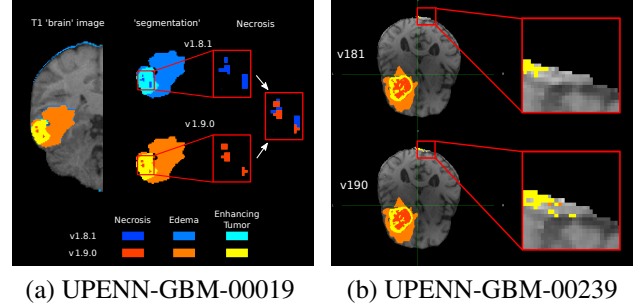 T1 'brain' image
'segmentation'
Necrosis
v1.8.1
v1.9.0
Necrosis
Edema
Enhancing
Tumor
v1.8.1
v1.9.0
(a) UPENN-GBM-00019
v181
v190
(b) UPENN-GBM-00239